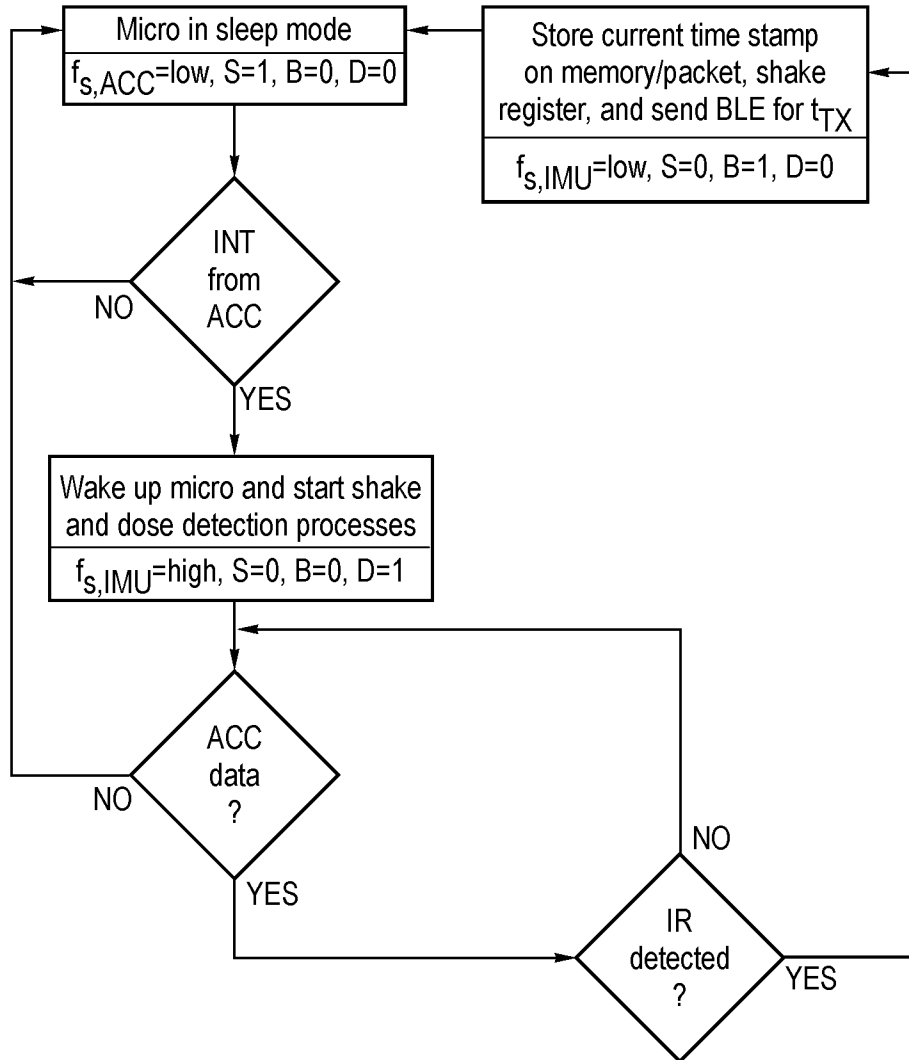 Micro in sleep mode
fs,ACC=low, S=1, B=0, D=0
Store current time stamp
on memory/packet, shake
register, and send BLE for tTX
fs,IMU=low, S=0, B=1, D=0
INT
from
ACC
NO
YES
Wake up micro and start shake
and dose detection processes
fs,IMU=high, S=0, B=0, D=1
ACC
data
?
NO
YES
NO
IR
detected
?
YES